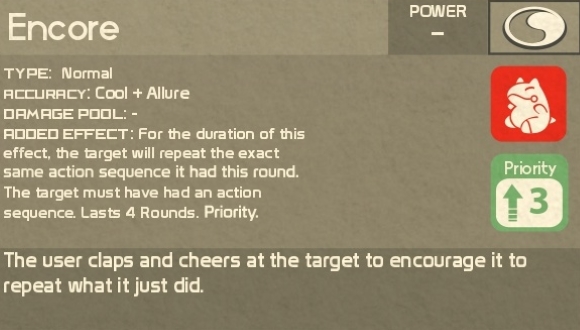 Encore
POWER
–
TYPE: Normal
ACCURACY: Cool + Allure
DAMAGE POOL: -
ADDED EFFECT: For the duration of this
effect, the target will repeat the exact
same action sequence it had this round.
The target must have had an action
sequence. Lasts 4 Rounds. Priority.
Priority
3
The user claps and cheers at the target to encourage it to
repeat what it just did.